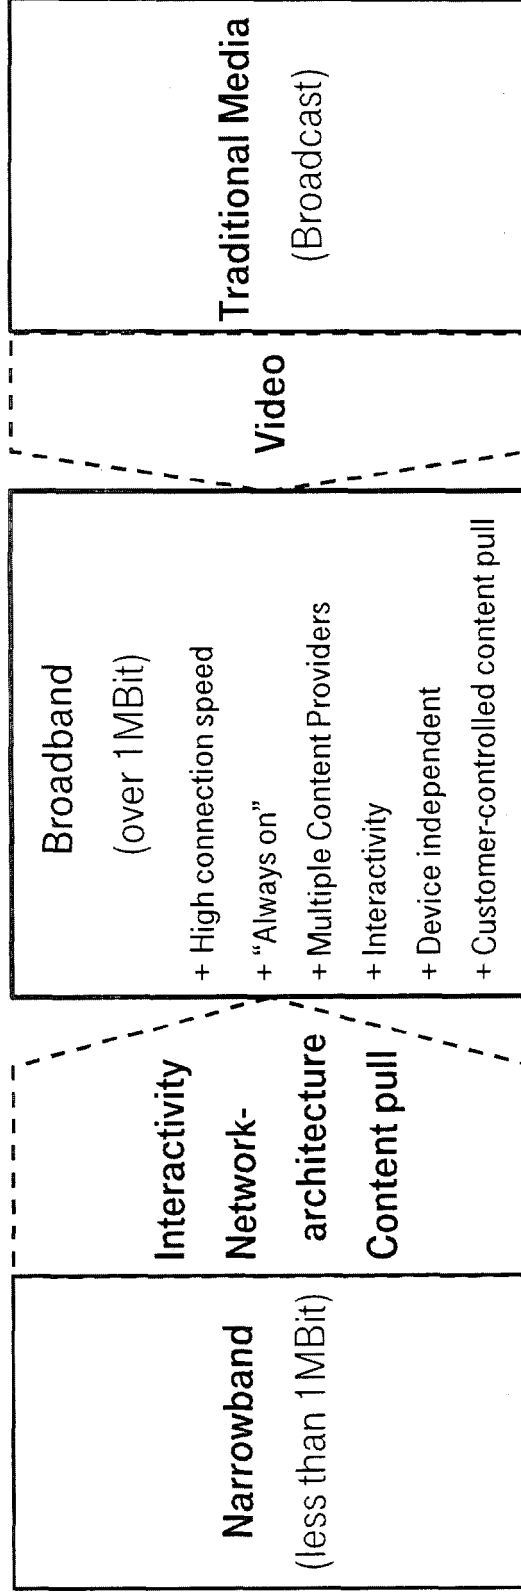 Narrowband
(less than 1MBit)
Interactivity
Network-
architecture
Content pull
Broadband
(over 1MBit)
+ High connection speed
+ “Always on”
+ Multiple Content Providers
+ Interactivity
+ Device independent
+ Customer-controlled content pull
Video
Traditional Media
(Broadcast)